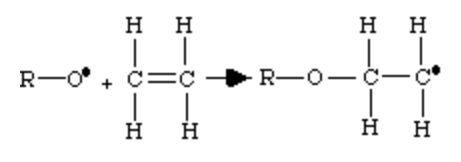 H H H H
R—O• + C=C → R—O—C—C•
H H H H